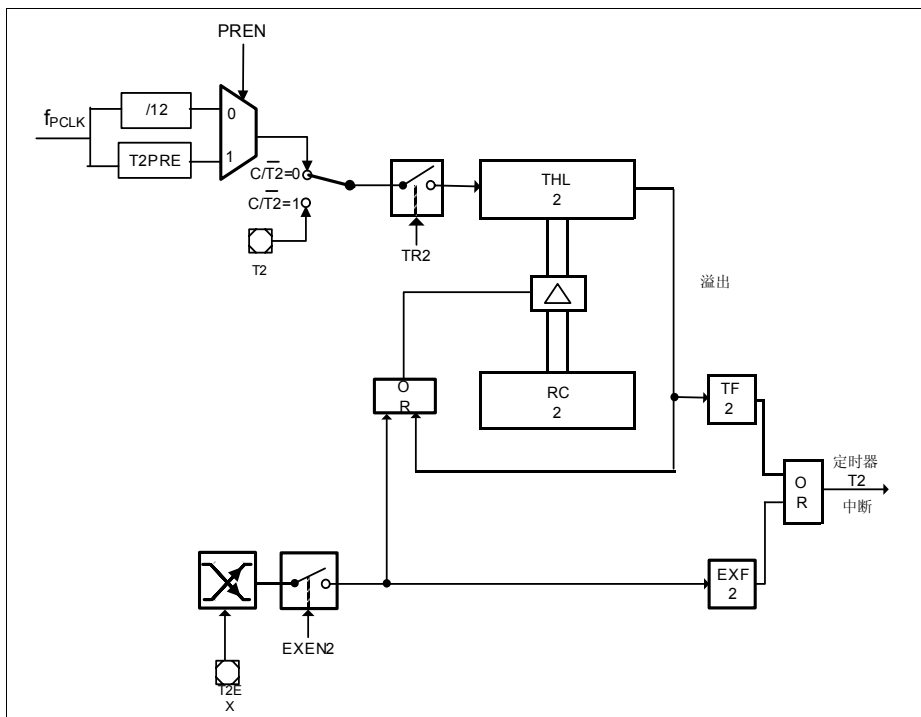 PREN
fPCLK
/12
0
T2PRE
1
C/T2=0
C/T2=1
T2
TR2
THL
2
溢出
O
R
RC
2
TF
2
O
R
定时器
T2
中断
EXEN2
EXF
2
T2E
X